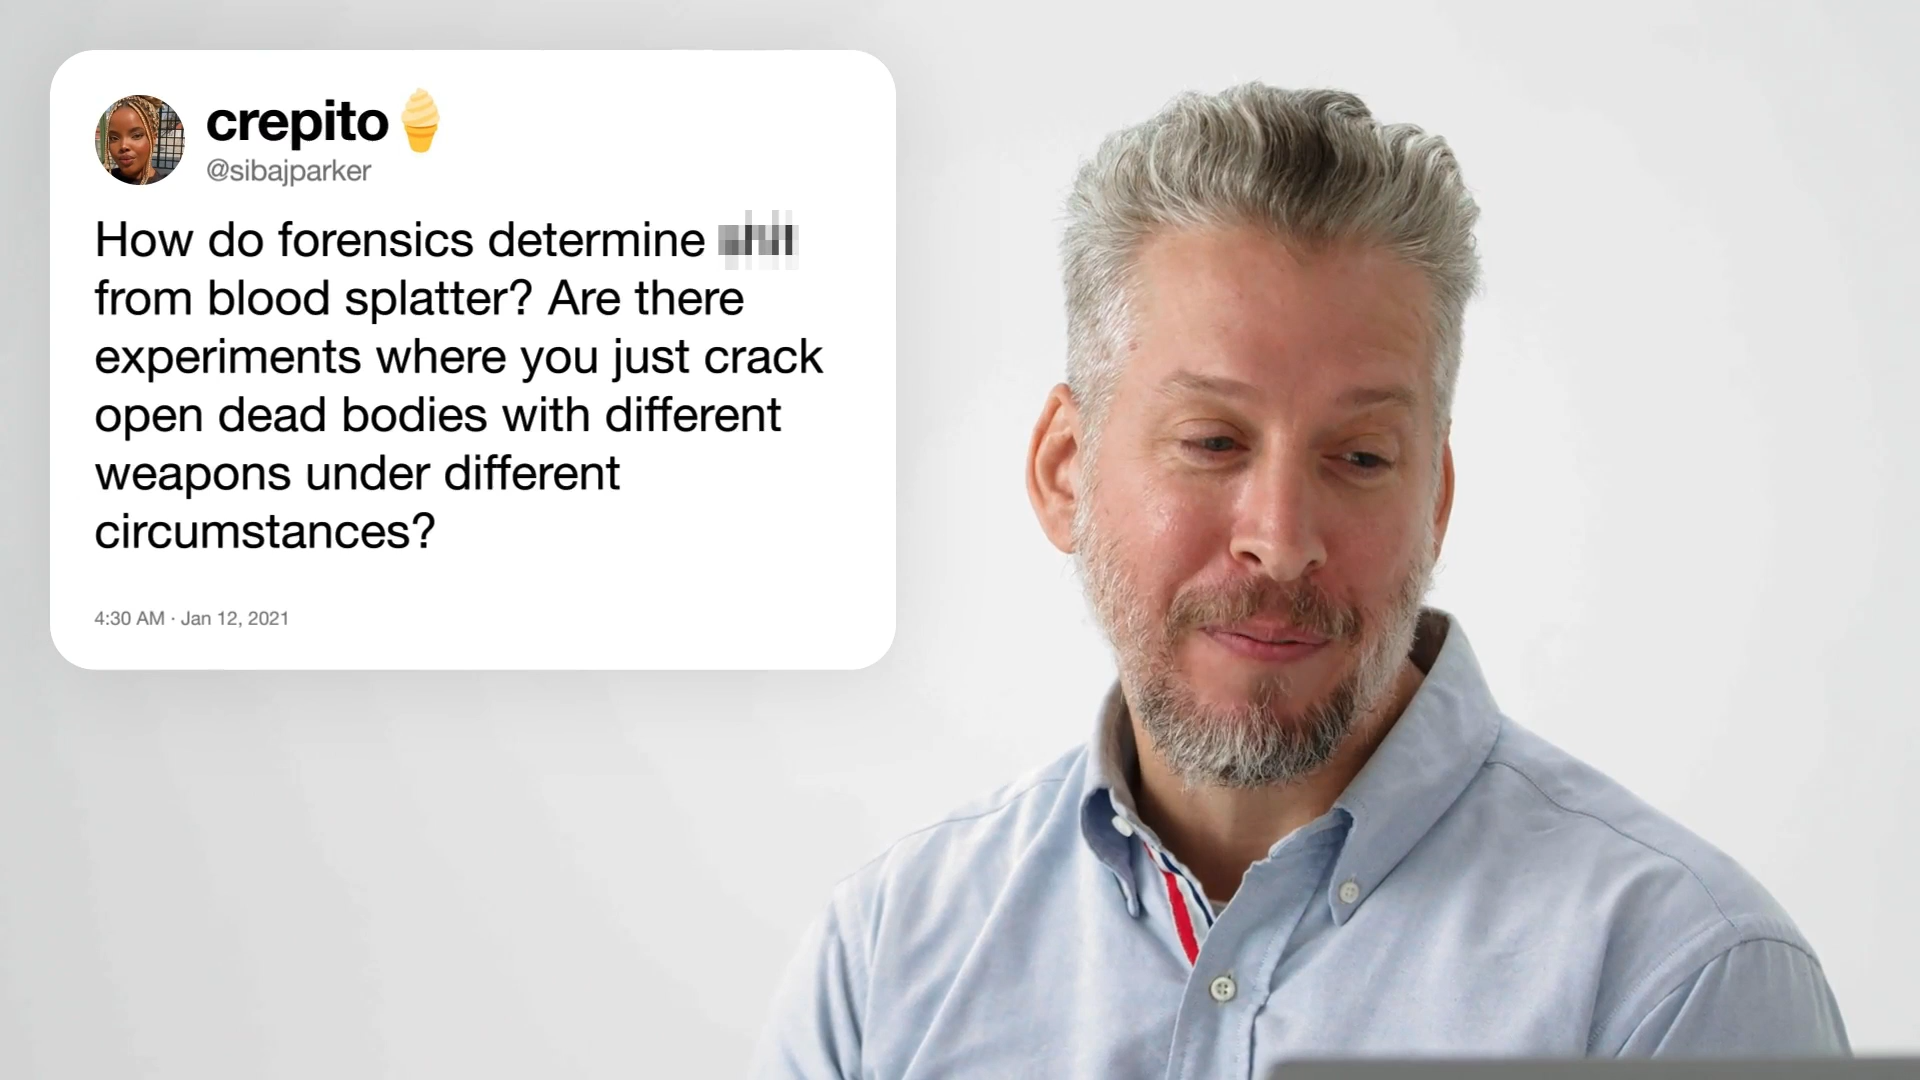 crepito🍦
@sibajparker
How do forensics determine
from blood splatter? Are there
experiments where you just crack
open dead bodies with different
weapons under different
circumstances?
4:30 AM · Jan 12, 2021